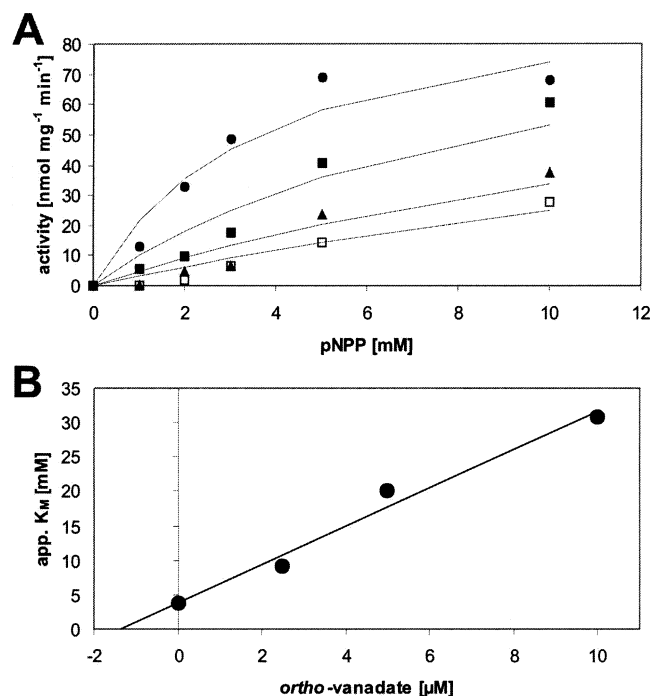 A
80
70
60
50
40
30
20
10
0
activity [nmol mg⁻¹ min⁻¹]
0 2 4 6 8 10 12
pNPP [mM]
B
35
30
25
20
15
10
5
0
app. K_M [mM]
-2 0 2 4 6 8 10
ortho-vanadate [µM]